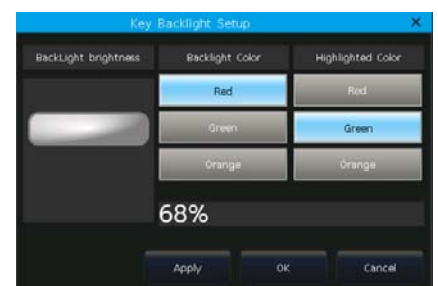 Key Backlight Setup X
BackLight brightness Backlight Color Highlighted Color
Red Red
Green Green
Orange Orange
68%
Apply OK Cancel